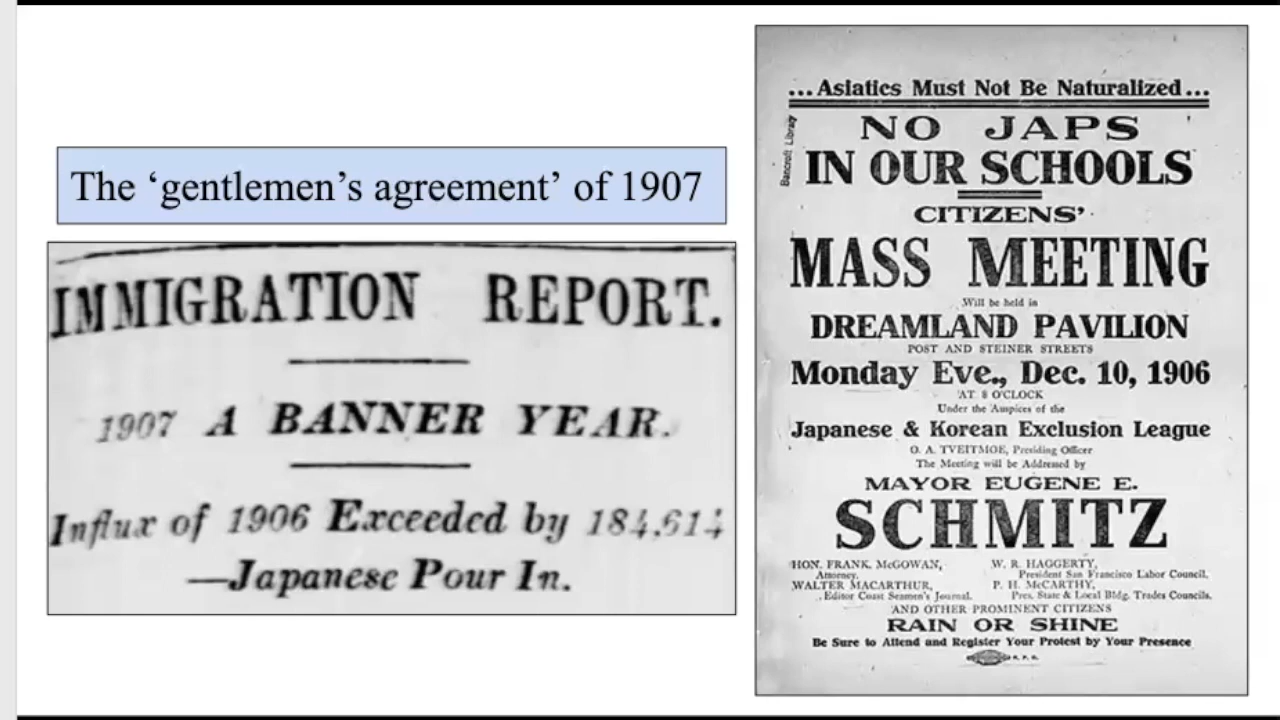 The ‘gentlemen’s agreement’ of 1907
IMMIGRATION REPORT.
1907 A BANNER YEAR.
Influx of 1906 Exceeded by 184,614
—Japanese Pour In.
...Asiatics Must Not Be Naturalized...
NO JAPS
IN OUR SCHOOLS
CITIZENS’
MASS MEETING
Will be held in
DREAMLAND PAVILION
POST AND STEINER STREETS
Monday Eve., Dec. 10, 1906
AT 8 O'CLOCK
Under the Auspices of the
Japanese & Korean Exclusion League
O. A. TVEITMOE, Presiding Officer
The Meeting will be Addressed by
MAYOR EUGENE E.
SCHMITZ
HON. FRANK McGOWAN,
Attorney.
WALTER MACARTHUR,
Editor Coast Seamen's Journal.
W. R. HAGGERTY,
President San Francisco Labor Council.
P. H. McCARTHY,
Pres. State & Local Bldg. Trades Councils.
AND OTHER PROMINENT CITIZENS
RAIN OR SHINE
Be Sure to Attend and Register Your Protest by Your Presence
Bancroft Library